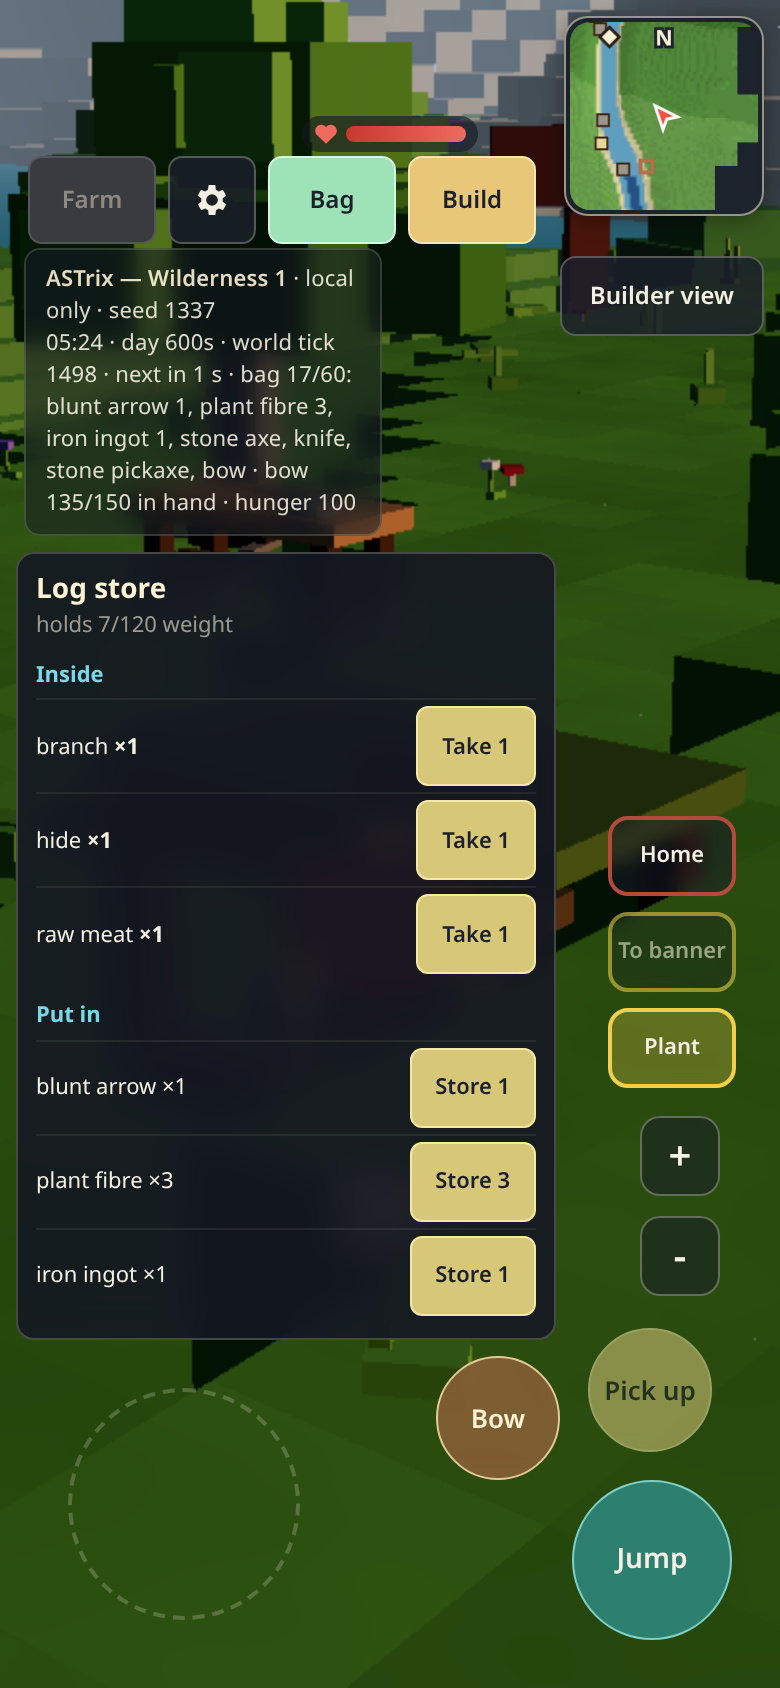 N
Farm
Bag
Build
ASTrix — Wilderness 1 · local
only · seed 1337
05:24 · day 600s · world tick
1498 · next in 1 s · bag 17/60:
blunt arrow 1, plant fibre 3,
iron ingot 1, stone axe, knife,
stone pickaxe, bow · bow
135/150 in hand · hunger 100
Builder view
Log store
holds 7/120 weight
Inside
branch ×1
Take 1
hide ×1
Take 1
raw meat ×1
Take 1
Put in
blunt arrow ×1
Store 1
plant fibre ×3
Store 3
iron ingot ×1
Store 1
Home
To banner
Plant
+
-
Pick up
Bow
Jump